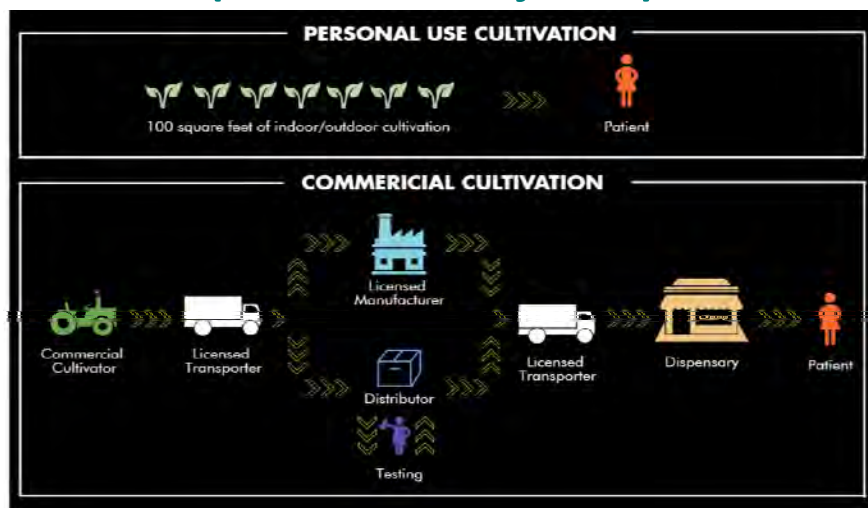 PERSONAL USE CULTIVATION
100 square feet of indoor/outdoor cultivation
Patient
COMMERICIAL CULTIVATION
Licensed
Manufacturer
Commercial
Cultivator
Licensed
Transporter
Distributor
Testing
Licensed
Transporter
Dispensary
Patient